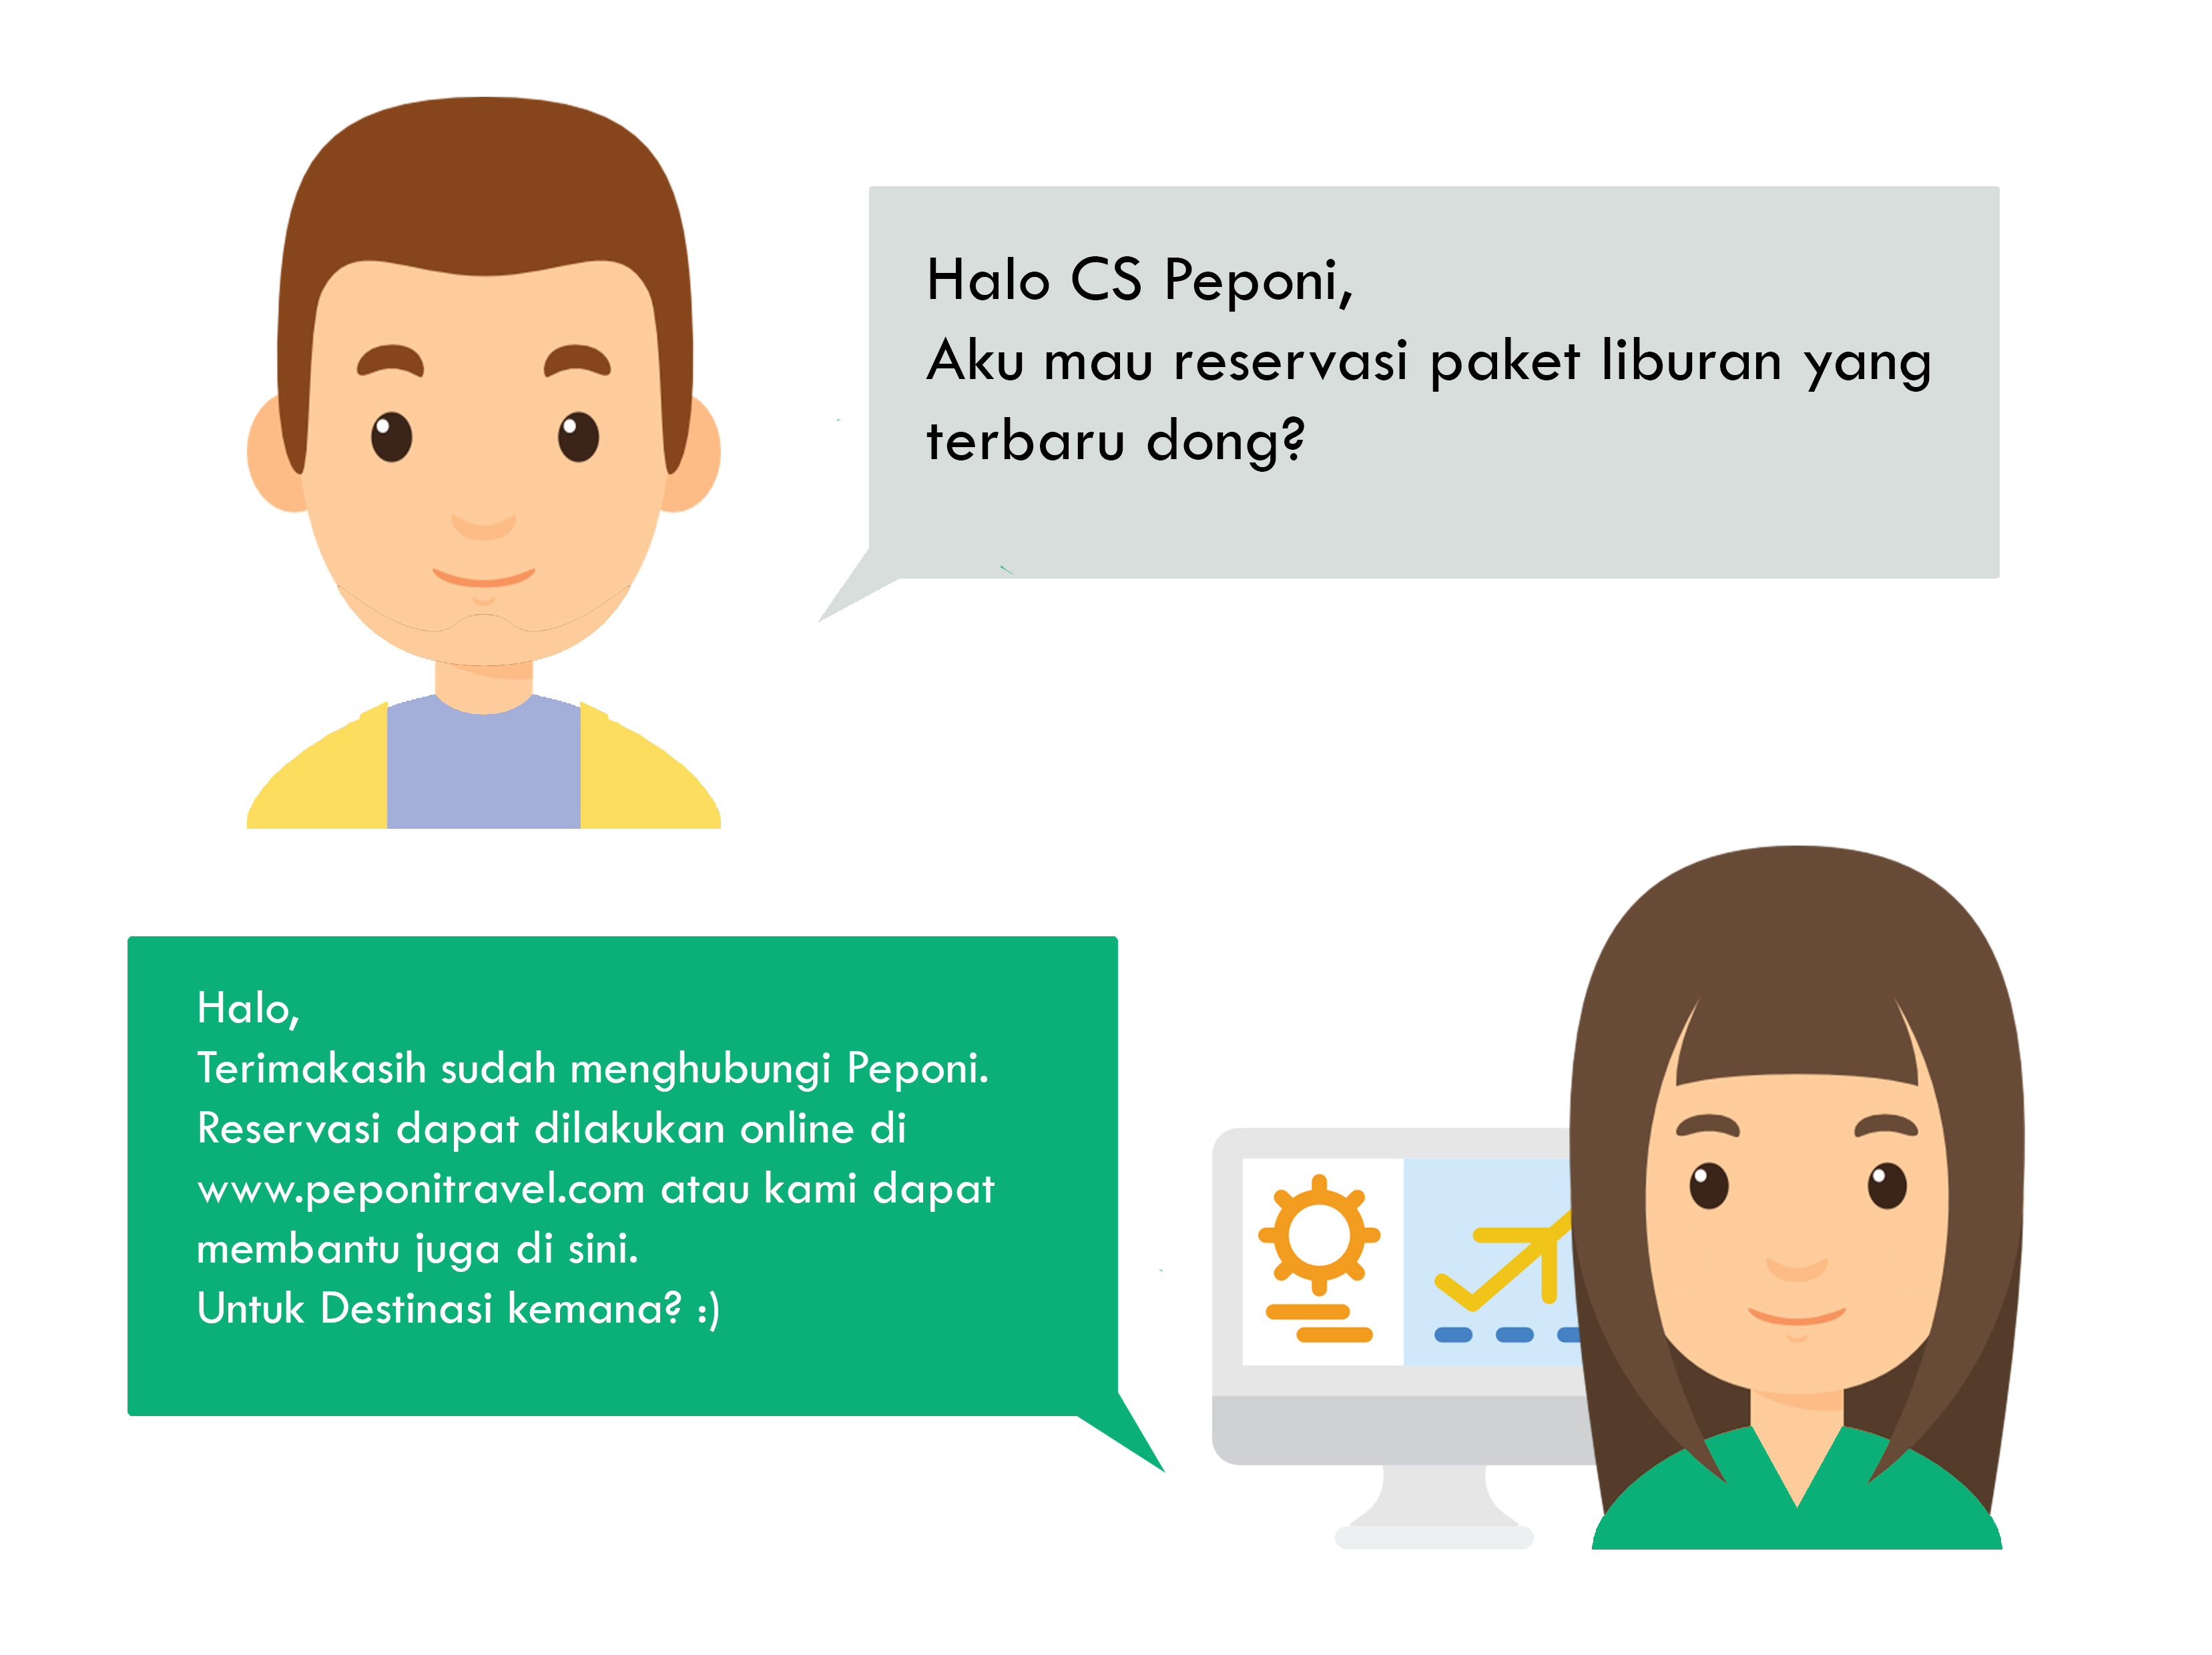 Halo CS Peponi,
Aku mau reservasi paket liburan yang
terbaru dong?
Halo,
Terimakasih sudah menghubungi Peponi.
Reservasi dapat dilakukan online di
www.peponitravel.com atau kami dapat
membantu juga di sini.
Untuk Destinasi kemana? :)